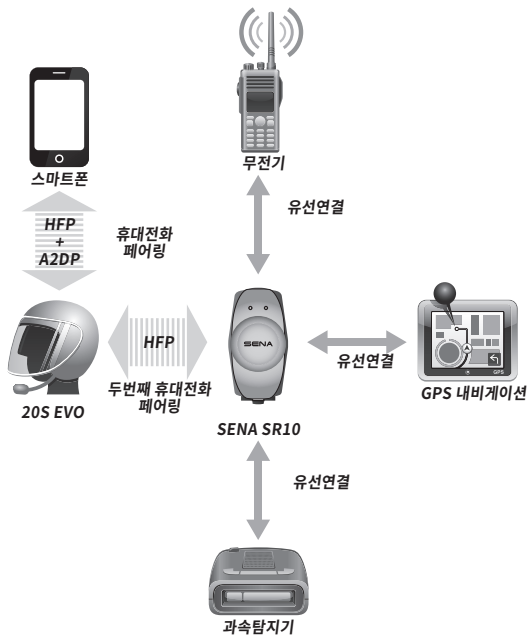 무전기
스마트폰
유선연결
HFP
+
A2DP
휴대전화
페어링
HFP
SENA
유선연결
GPS
두번째 휴대전화
페어링
GPS 내비게이션
20S EVO
SENA SR10
유선연결
과속탐지기